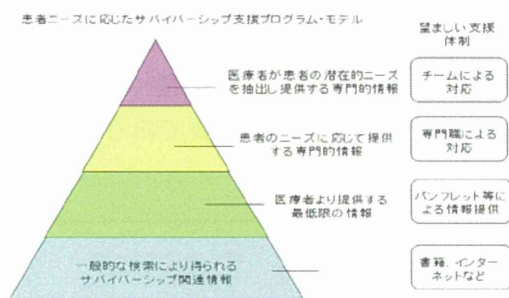 患者ニーズに応じたサバイバーシップ支援プログラム・モデル
望ましい支援
体制
医療者が患者の潜在的ニーズ
を抽出し提供する専門的情報
チームによる
対応
患者のニーズに応じて提供
する専門的情報
専門職による
対応
医療者より提供する
最低限の情報
パンフレット等
による情報提供
一般的な検索により得られる
サバイバーシップ関連情報
書籍、インター
ネットなど